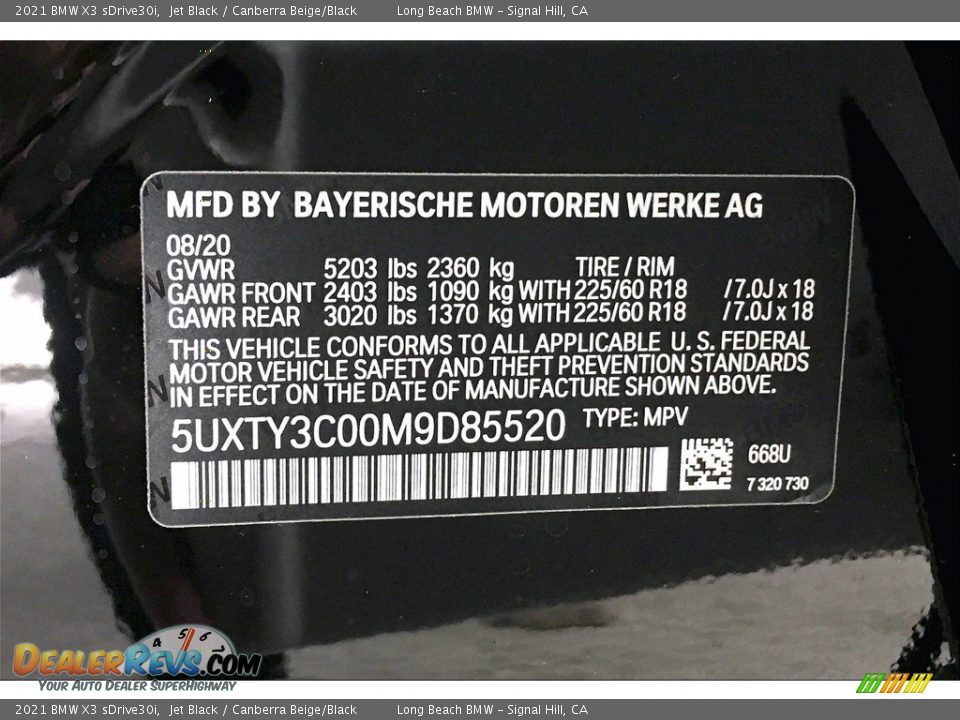 2021 BMW X3 sDrive30i, Jet Black / Canberra Beige/Black Long Beach BMW - Signal Hill, CA
MFD BY BAYERISCHE MOTOREN WERKE AG
08/20
GVWR 5203 lbs 2360 kg TIRE / RIM
GAWR FRONT 2403 lbs 1090 kg WITH 225/60 R18 /7.0J x 18
GAWR REAR 3020 lbs 1370 kg WITH 225/60 R18 /7.0J x 18
THIS VEHICLE CONFORMS TO ALL APPLICABLE U. S. FEDERAL
MOTOR VEHICLE SAFETY AND THEFT PREVENTION STANDARDS
IN EFFECT ON THE DATE OF MANUFACTURE SHOWN ABOVE.
5UXTY3C00M9D85520 TYPE: MPV
668U
7 320 730
4 5 6
DEALERREVS.COM
YOUR AUTO DEALER SUPERHIGHWAY
2021 BMW X3 sDrive30i, Jet Black / Canberra Beige/Black Long Beach BMW - Signal Hill, CA